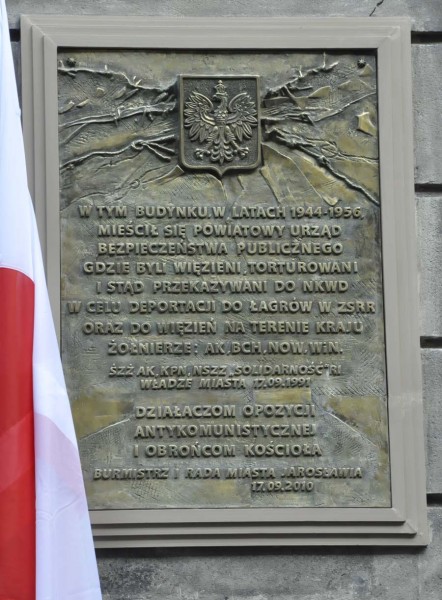 W TYM BUDYNKU, W LATACH 1944-1956,
MIEŚCIŁ SIĘ POWIATOWY URZĄD
BEZPIECZEŃSTWA PUBLICZNEGO
GDZIE BYLI WIĘZIENI, TORTUROWANI
I STĄD PRZEKAZYWANI DO NKWD
W CELU DEPORTACJI DO ŁAGRÓW W ZSRR
ORAZ DO WIĘZIEŃ NA TERENIE KRAJU
ŻOŁNIERZE: AK, BCH, NOW, WiN.
ŚZŻ AK, KPN, NSZZ „SOLIDARNOŚĆ" RI
WŁADZE MIASTA 17.09.1991
DZIAŁACZOM OPOZYCJI
ANTYKOMUNISTYCZNEJ
I OBROŃCOM KOŚCIOŁA
BURMISTRZ I RADA MIASTA JAROSŁAWIA
17.09.2010